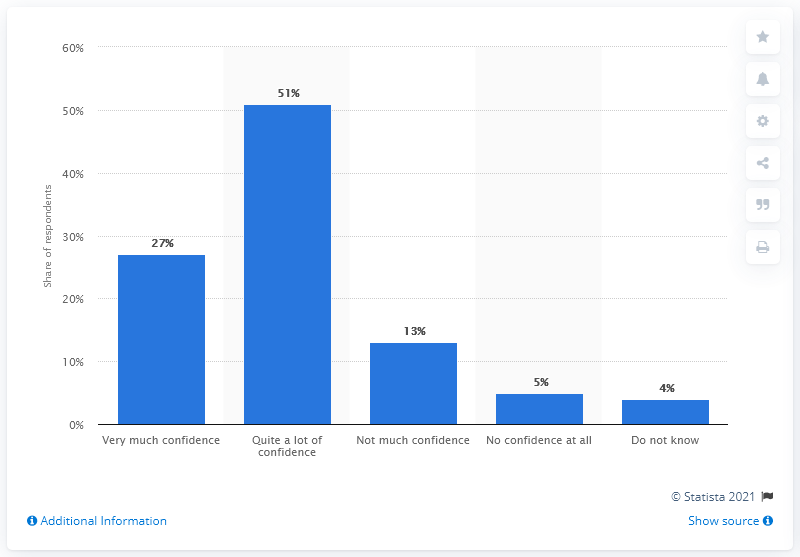 60%
50%
40%
30%
20%
10%
0%
Share of respondents
27%
51%
13%
5%
4%
Very much confidence
Quite a lot of
confidence
Not much confidence
No confidence at all
Do not know
© Statista 2021
Additional Information
Show source